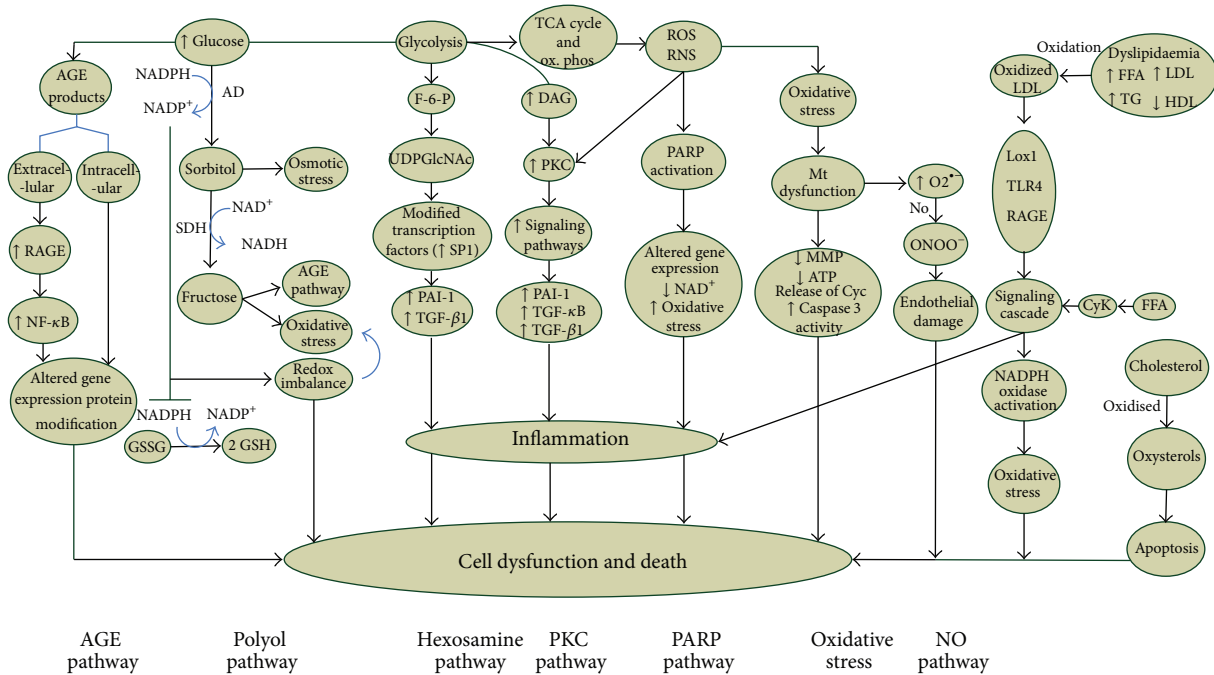 ↑ Glucose
Glycolysis
TCA cycle
and
ox. phos
ROS
RNS
Oxidation
Dyslipidaemia
↑ FFA ↑ LDL
↑ TG ↓ HDL
Oxidized
LDL
AGE
products
NADPH
AD
NADP⁺
F-6-P
↑ DAG
Oxidative
stress
Extracel-
-lular
Intracell-
-ular
Sorbitol
Osmotic
stress
UDPGlcNAc
↑ PKC
PARP
activation
Mt
dysfunction
↑ O2•−
No
ONOO⁻
Endothelial
damage
Lox1
TLR4
RAGE
SDH
NAD⁺
NADH
↑ RAGE
Modified
transcription
factors (↑ SP1)
↑ Signaling
pathways
Altered gene
expression
↓ NAD⁺
↑ Oxidative
stress
↓ MMP
↓ ATP
Release of Cyc
↑ Caspase 3
activity
Fructose
AGE
pathway
Oxidative
stress
↑ NF-κB
↑ PAI-1
↑ TGF-β1
↑ PAI-1
↑ TGF-κB
↑ TGF-β1
Signaling
cascade
CyK
FFA
Redox
imbalance
Altered gene
expression protein
modification
NADPH
NADP⁺
GSSG
2 GSH
NADPH
oxidase
activation
Oxidative
stress
Cholesterol
Oxidised
Oxysterols
Apoptosis
Inflammation
Cell dysfunction and death
AGE
pathway
Polyol
pathway
Hexosamine
pathway
PKC
pathway
PARP
pathway
Oxidative
stress
NO
pathway